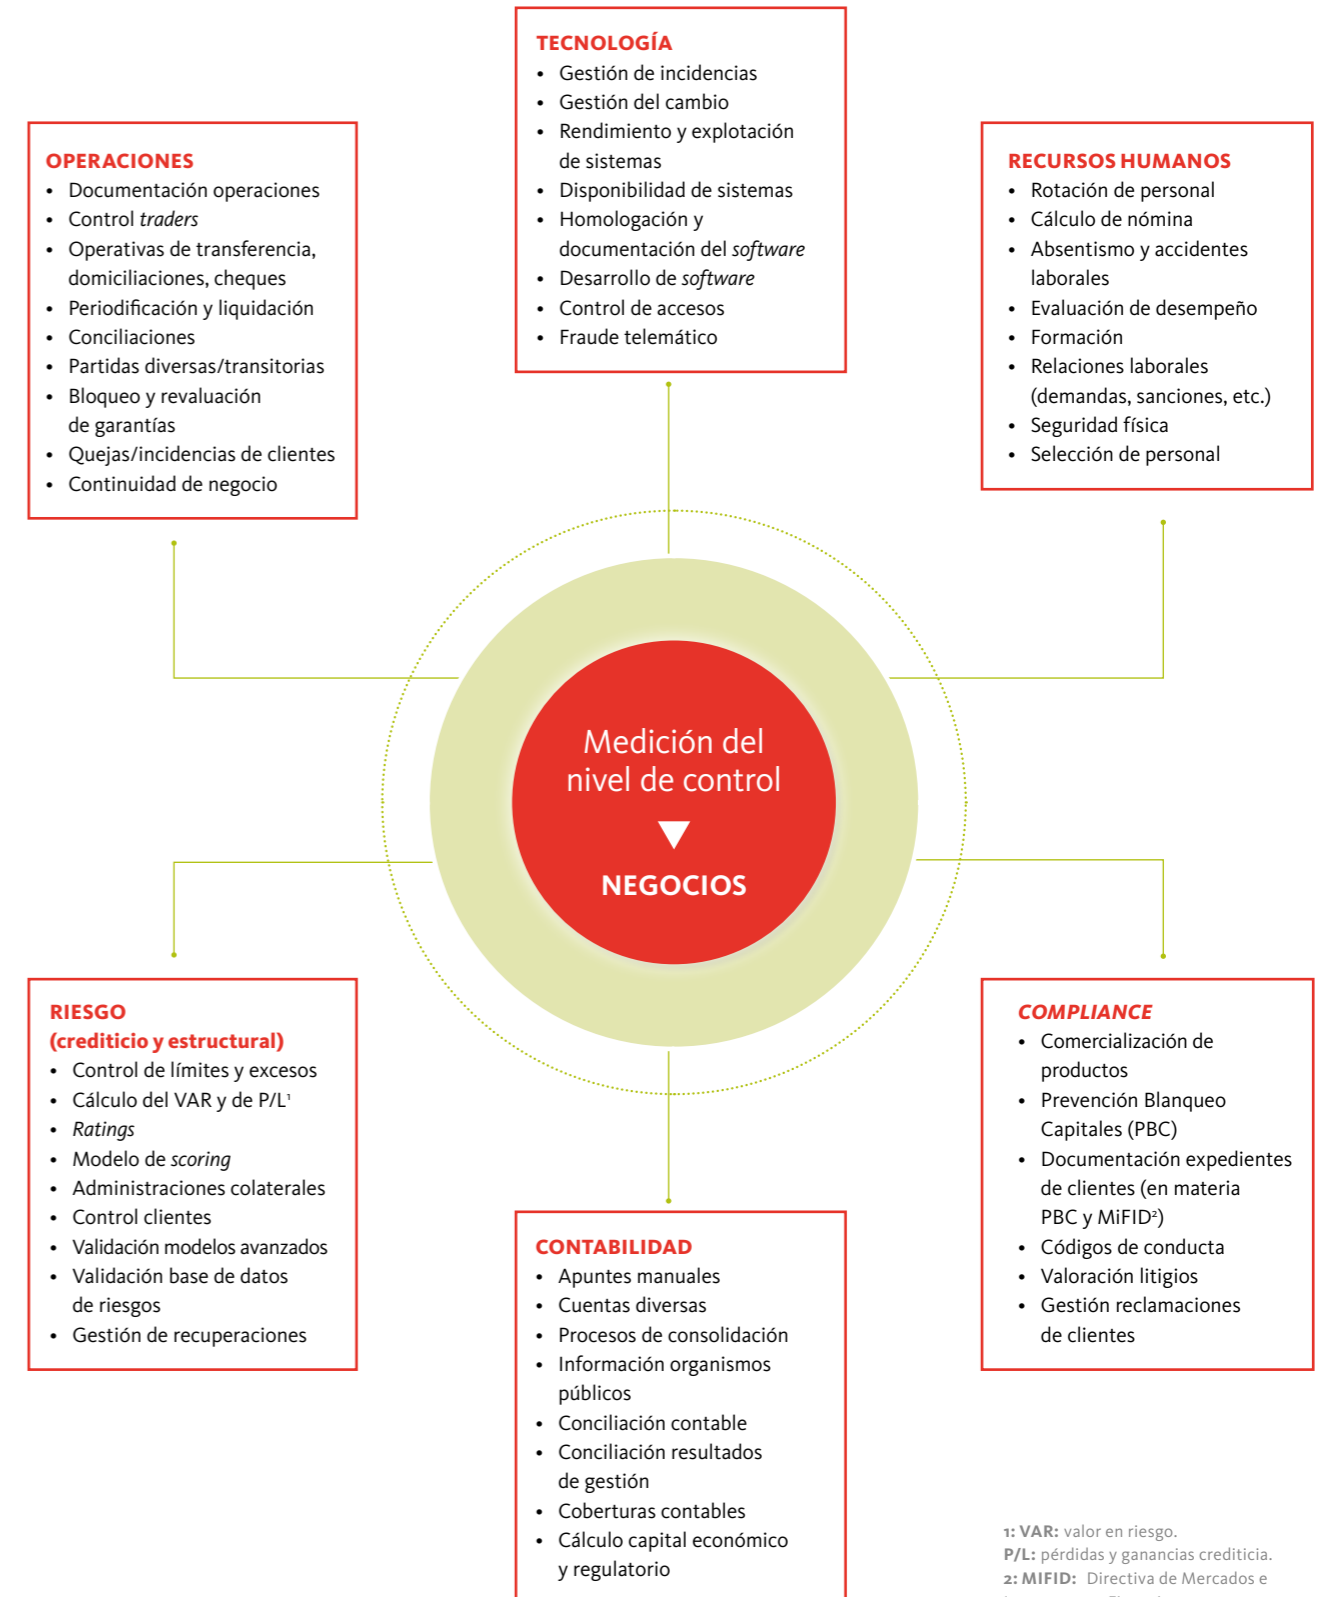 TECNOLOGÍA
• Gestión de incidencias
• Gestión del cambio
• Rendimiento y explotación
de sistemas
• Disponibilidad de sistemas
• Homologación y
documentación del software
• Desarrollo de software
• Control de accesos
• Fraude telemático
OPERACIONES
• Documentación operaciones
• Control traders
• Operativas de transferencia,
domiciliaciones, cheques
• Periodificación y liquidación
• Conciliaciones
• Partidas diversas/transitorias
• Bloqueo y revaluación
de garantías
• Quejas/incidencias de clientes
• Continuidad de negocio
RECURSOS HUMANOS
• Rotación de personal
• Cálculo de nómina
• Absentismo y accidentes
laborales
• Evaluación de desempeño
• Formación
• Relaciones laborales
(demandas, sanciones, etc.)
• Seguridad física
• Selección de personal
Medición del
nivel de control
▼
NEGOCIOS
RIESGO
(crediticio y estructural)
• Control de límites y excesos
• Cálculo del VAR y de P/L¹
• Ratings
• Modelo de scoring
• Administraciones colaterales
• Control clientes
• Validación modelos avanzados
• Validación base de datos
de riesgos
• Gestión de recuperaciones
COMPLIANCE
• Comercialización de
productos
• Prevención Blanqueo
Capitales (PBC)
• Documentación expedientes
de clientes (en materia
PBC y MiFID²)
• Códigos de conducta
• Valoración litigios
• Gestión reclamaciones
de clientes
CONTABILIDAD
• Apuntes manuales
• Cuentas diversas
• Procesos de consolidación
• Información organismos
públicos
• Conciliación contable
• Conciliación resultados
de gestión
• Coberturas contables
• Cálculo capital económico
y regulatorio
1: VAR: valor en riesgo.
P/L: pérdidas y ganancias crediticia.
2: MIFID: Directiva de Mercados e